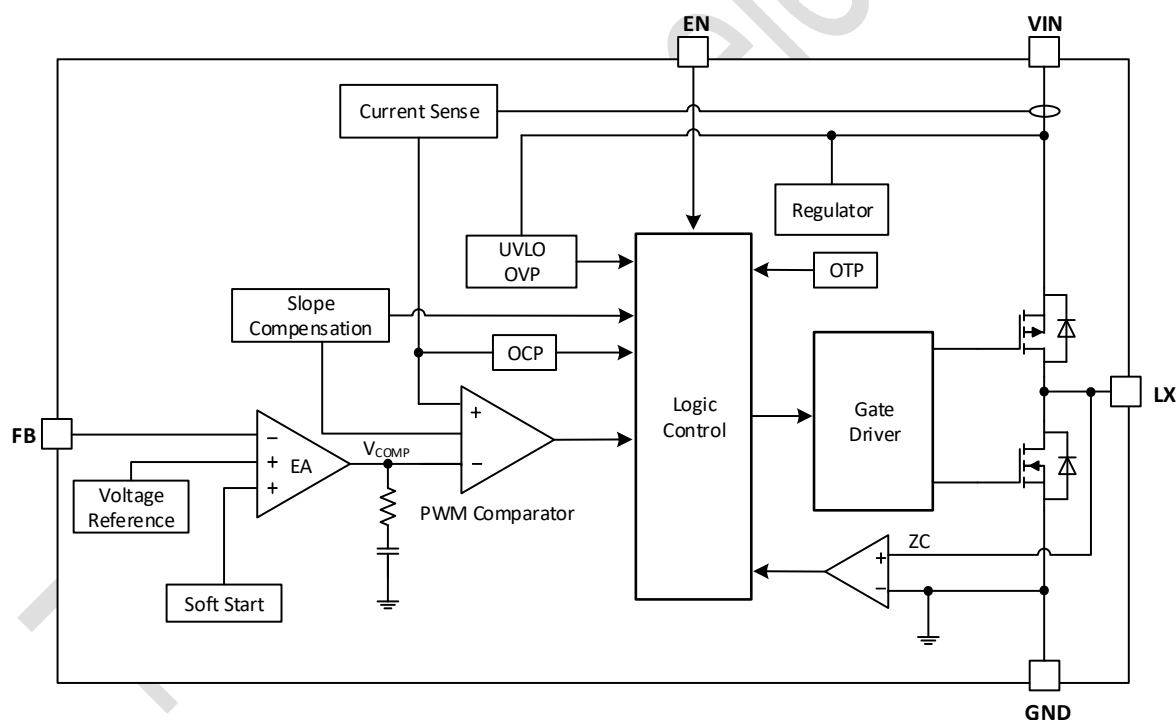 EN
VIN
Current Sense
Regulator
UVLO
OVP
OTP
Slope
Compensation
OCP
Logic
Control
Gate
Driver
LX
FB
+
−
−
+
+
EA
VCOMP
PWM Comparator
Voltage
Reference
Soft Start
ZC
+
−
GND